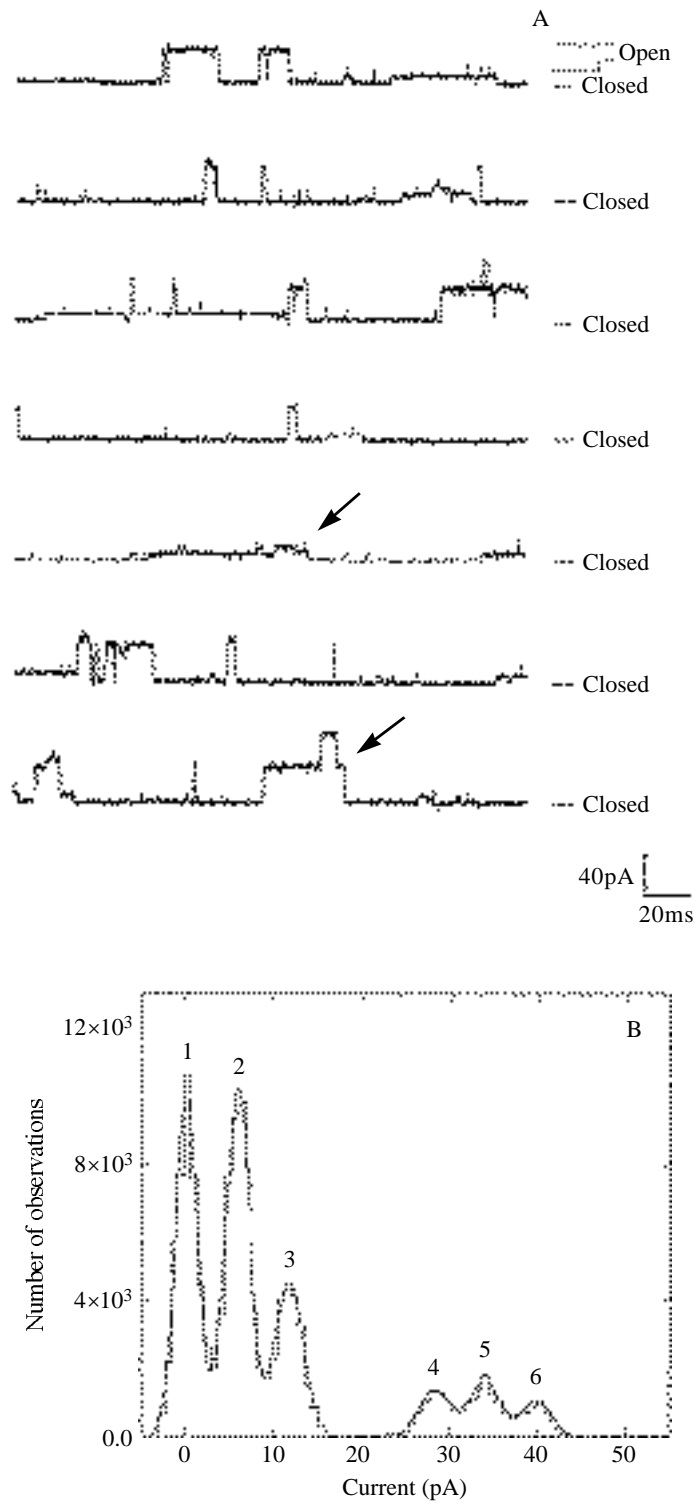 A
Open
Closed
Closed
Closed
Closed
Closed
Closed
Closed
40pA
20ms
B
12×10³
8×10³
4×10³
0.0
Number of observations
1
2
3
4
5
6
0 10 20 30 40 50
Current (pA)